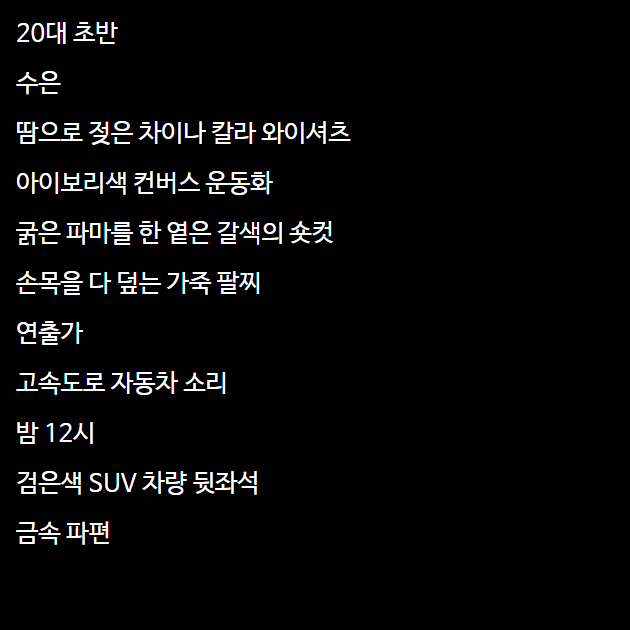 20대 초반
수은
땀으로 젖은 차이나 칼라 와이셔츠
아이보리색 컨버스 운동화
굵은 파마를 한 옅은 갈색의 숏컷
손목을 다 덮는 가죽 팔찌
연출가
고속도로 자동차 소리
밤 12시
검은색 SUV 차량 뒷좌석
금속 파편